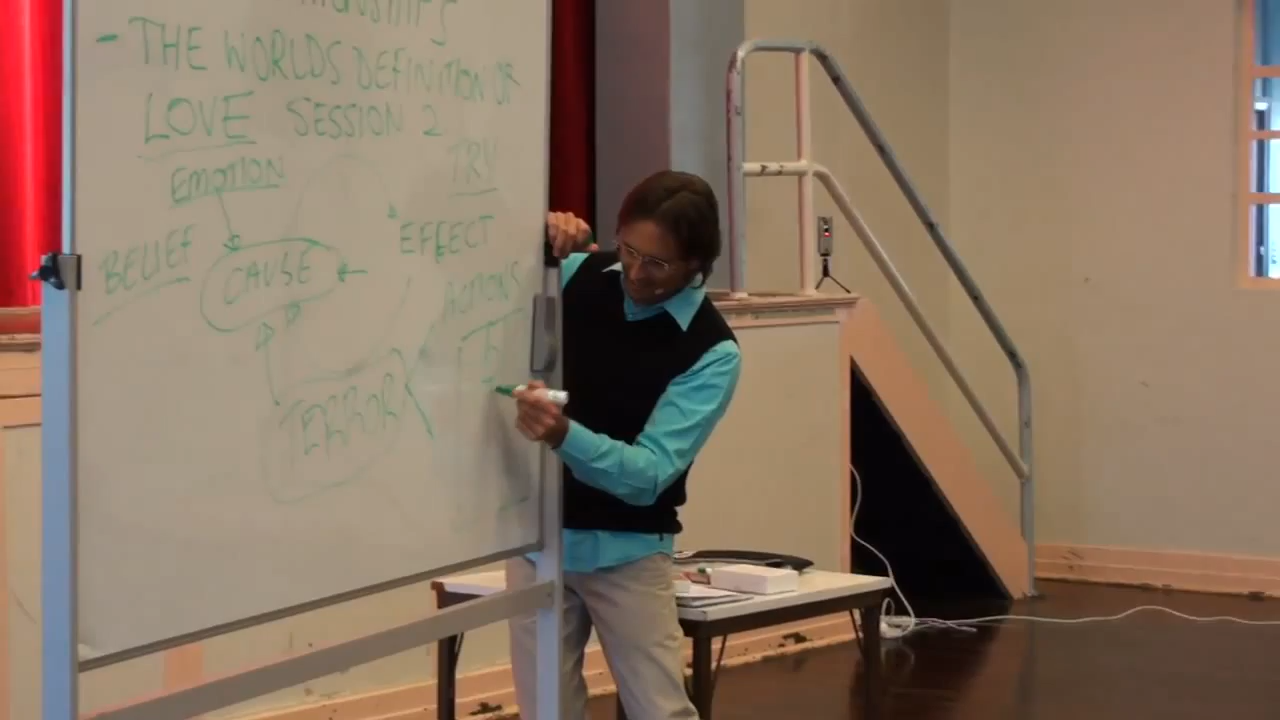 - THE WORLDS DEFINITION OF
LOVE SESSION 2
TRY
EMOTION
EFFECT
BELIEF
CAUSE
ACTIONS
TERROR